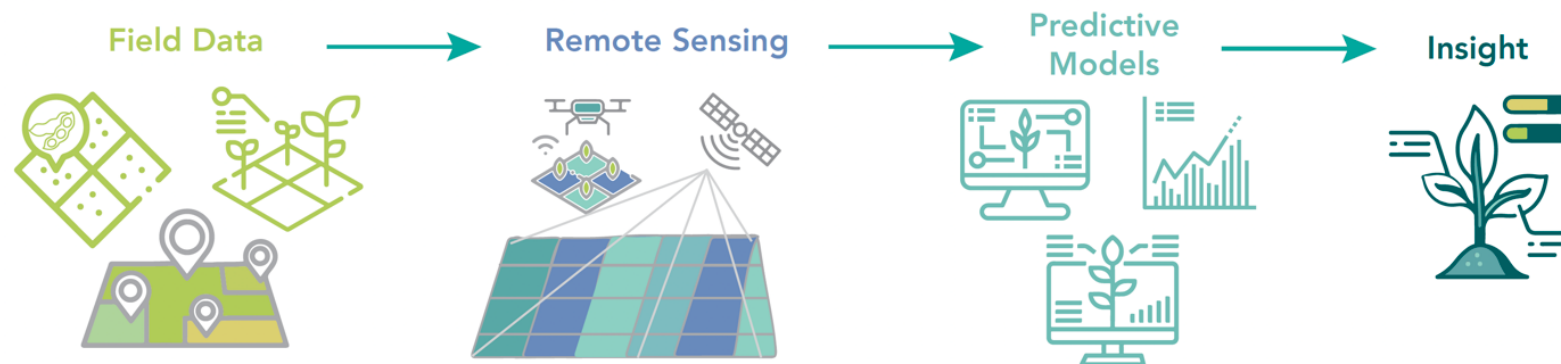 Field Data
Remote Sensing
Predictive
Models
Insight